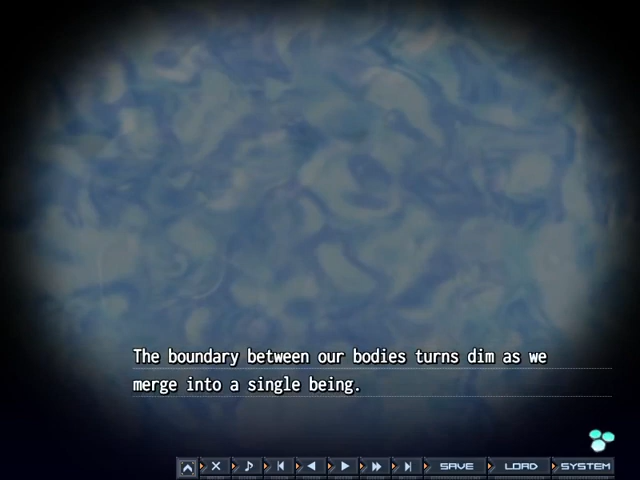 The boundary between our bodies turns dim as we
merge into a single being.
SAVE LOAD SYSTEM